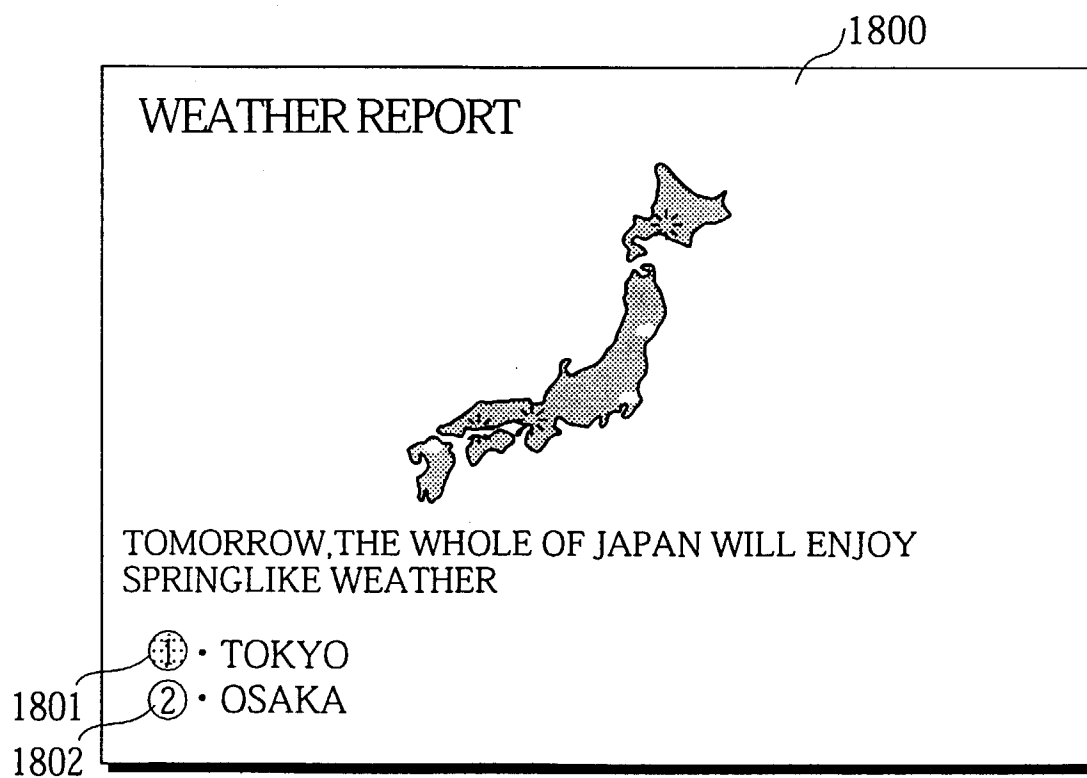 1800
WEATHER REPORT
TOMORROW,THE WHOLE OF JAPAN WILL ENJOY
SPRINGLIKE WEATHER
1801 ①・TOKYO
1802 ②・OSAKA